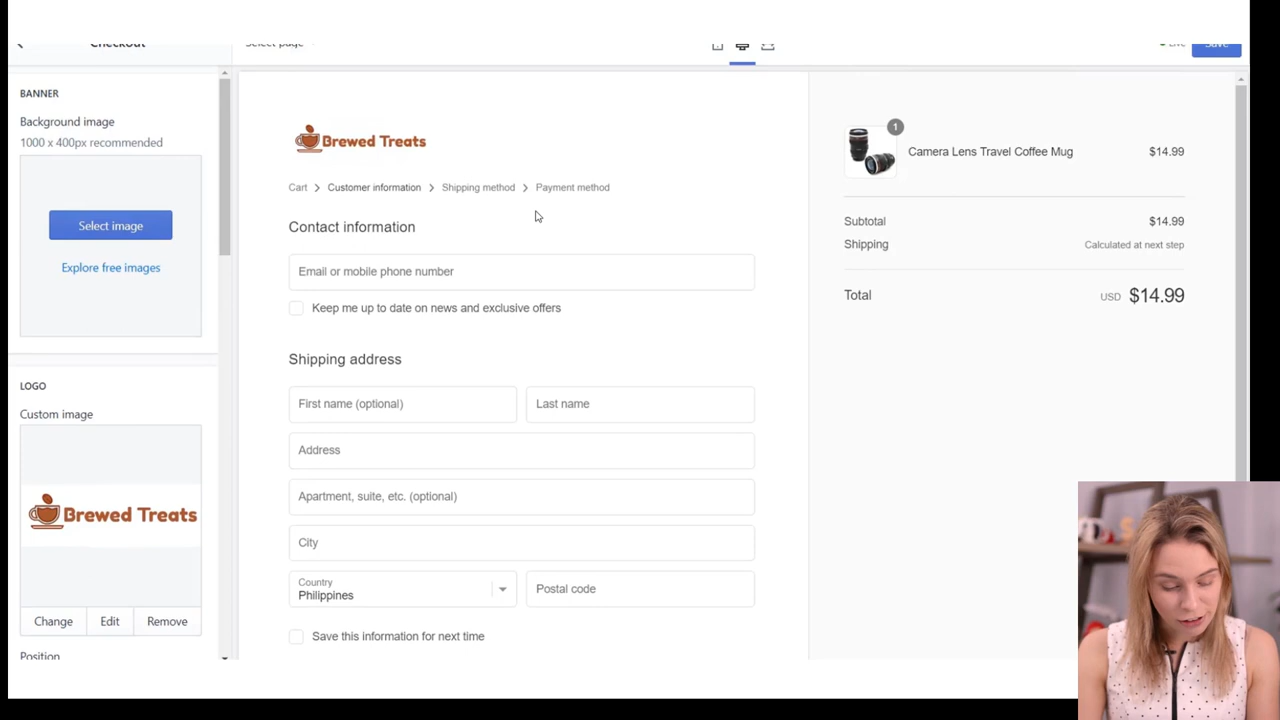 Checkout
Select page
Live
Save
BANNER
Background image
1000 x 400px recommended
Select image
Explore free images
LOGO
Custom image
Brewed Treats
Change
Edit
Remove
Position
Brewed Treats
Cart > Customer information > Shipping method > Payment method
Contact information
Email or mobile phone number
Keep me up to date on news and exclusive offers
Shipping address
First name (optional)
Last name
Address
Apartment, suite, etc. (optional)
City
Country
Philippines
Postal code
Save this information for next time
1
Camera Lens Travel Coffee Mug
$14.99
Subtotal
$14.99
Shipping
Calculated at next step
Total
USD $14.99